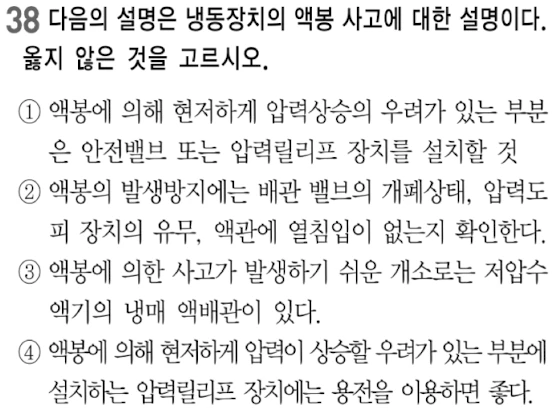 38 다음의 설명은 냉동장치의 액봉 사고에 대한 설명이다.
옳지 않은 것을 고르시오.
① 액봉에 의해 현저하게 압력상승의 우려가 있는 부분
은 안전밸브 또는 압력릴리프 장치를 설치할 것
② 액봉의 발생방지에는 배관 밸브의 개폐상태, 압력도
피 장치의 유무, 액관에 열침입이 없는지 확인한다.
③ 액봉에 의한 사고가 발생하기 쉬운 개소로는 저압수
액기의 냉매 액배관이 있다.
④ 액봉에 의해 현저하게 압력이 상승할 우려가 있는 부분에
설치하는 압력릴리프 장치에는 용전을 이용하면 좋다.